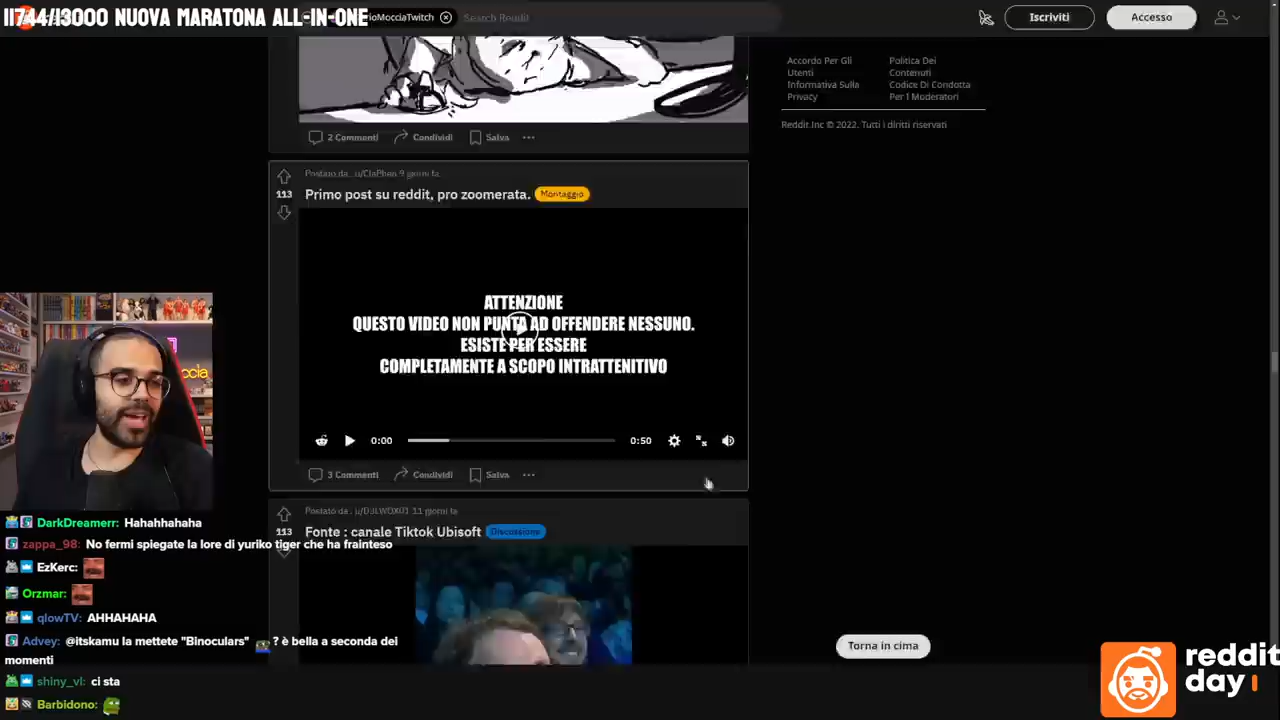 11744/13000 NUOVA MARATONA ALL-IN-ONE
ioMocciaTwitch
Search Reddit
Iscriviti
Accesso
Accordo Per Gli
Utenti
Informativa Sulla
Privacy
Politica Dei
Contenuti
Codice Di Condotta
Per I Moderatori
Reddit Inc © 2022. Tutti i diritti riservati
2 Commenti
Condividi
Salva
Postato da u/ClaPhen 9 giorni fa
113
Primo post su reddit, pro zoomerata.
Montaggio
ATTENZIONE
QUESTO VIDEO NON PUNTA AD OFFENDERE NESSUNO.
ESISTE PER ESSERE
COMPLETAMENTE A SCOPO INTRATTENITIVO
0:00
0:50
3 Commenti
Condividi
Salva
Postato da 11 giorni fa
113
Fonte : canale Tiktok Ubisoft
Discussione
occia
DarkDreamerr: Hahahhahaha
zappa_98: No fermi spiegate la lore di yuriko tiger che ha frainteso
EzKerc:
Orzmar:
qlowTV: AHHAHAHA
Advey: @itskamu la mettete "Binoculars" ? è bella a seconda dei
momenti
shiny_vl: ci sta
Barbidono:
Torna in cima
reddit
day